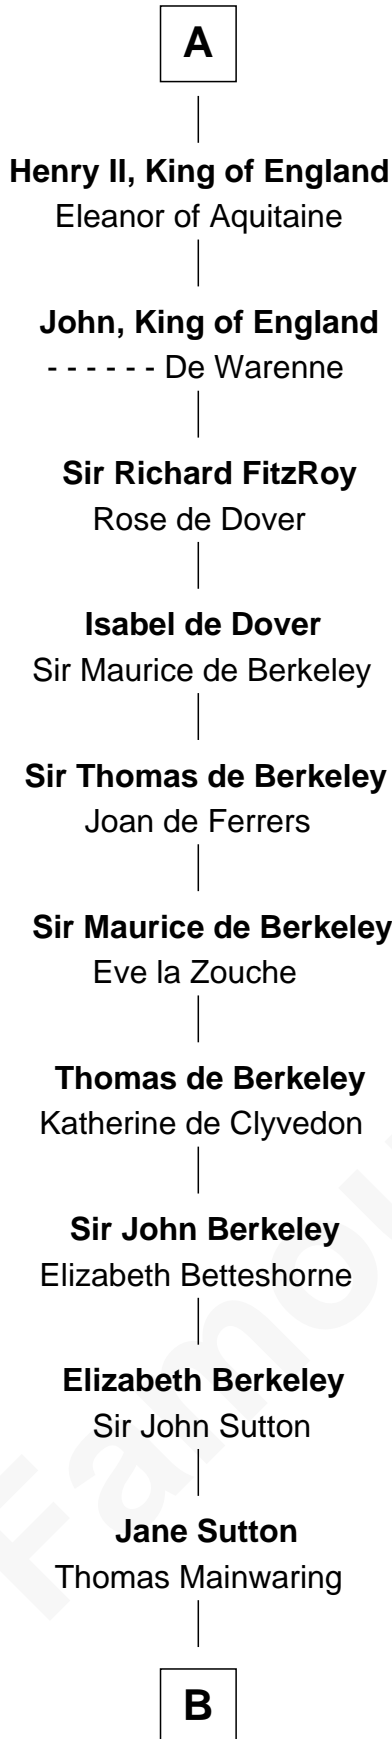 A
Henry II, King of England
Eleanor of Aquitaine
John, King of England
- - - - - - De Warenne
Sir Richard FitzRoy
Rose de Dover
Isabel de Dover
Sir Maurice de Berkeley
Sir Thomas de Berkeley
Joan de Ferrers
Sir Maurice de Berkeley
Eve la Zouche
Thomas de Berkeley
Katherine de Clyvedon
Sir John Berkeley
Elizabeth Betteshorne
Elizabeth Berkeley
Sir John Sutton
Jane Sutton
Thomas Mainwaring
B